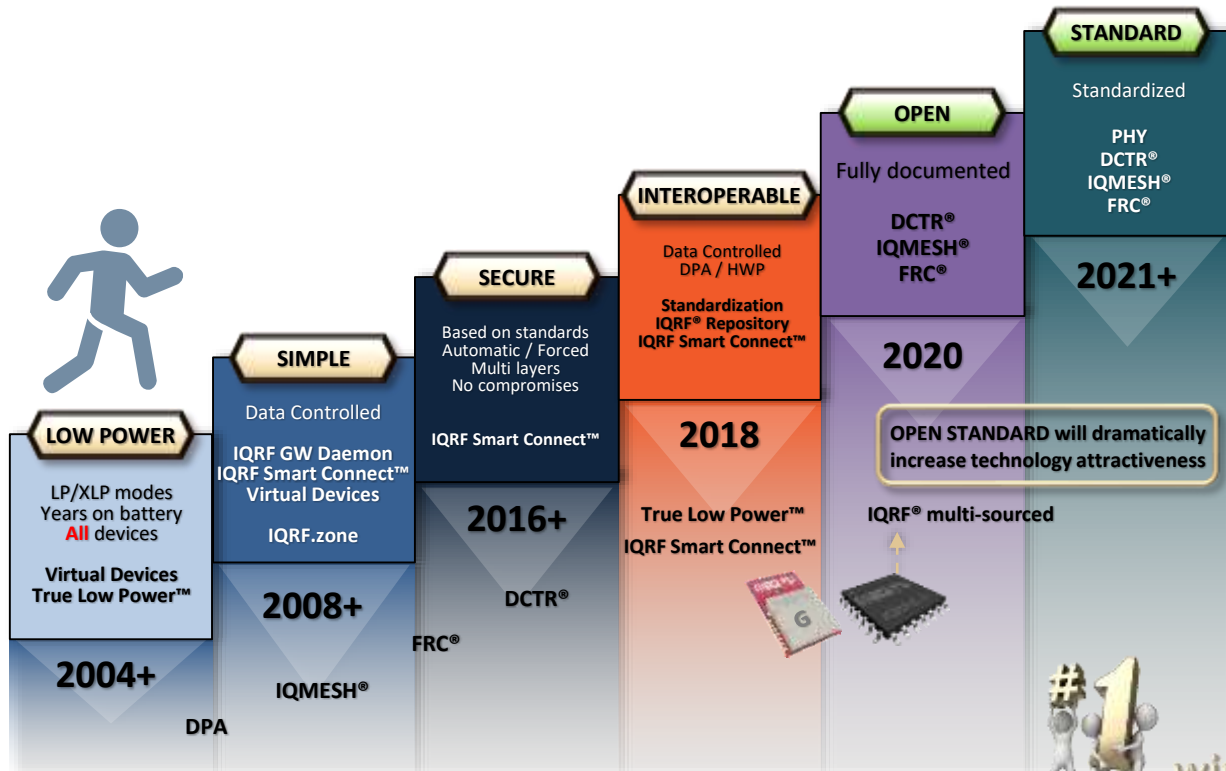 LOW POWER
LP/XLP modes
Years on battery
All devices
Virtual Devices
True Low Power™
2004+
DPA
SIMPLE
Data Controlled
IQRF GW Daemon
IQRF Smart Connect™
Virtual Devices
IQRF.zone
2008+
IQMESH®
FRC®
SECURE
Based on standards
Automatic / Forced
Multi layers
No compromises
IQRF Smart Connect™
2016+
DCTR®
INTEROPERABLE
Data Controlled
DPA / HWP
Standardization
IQRF® Repository
IQRF Smart Connect™
2018
True Low Power™
IQRF Smart Connect™
G
OPEN
Fully documented
DCTR®
IQMESH®
FRC®
2020
OPEN STANDARD will dramatically
increase technology attractiveness
IQRF® multi-sourced
STANDARD
Standardized
PHY
DCTR®
IQMESH®
FRC®
2021+
#1